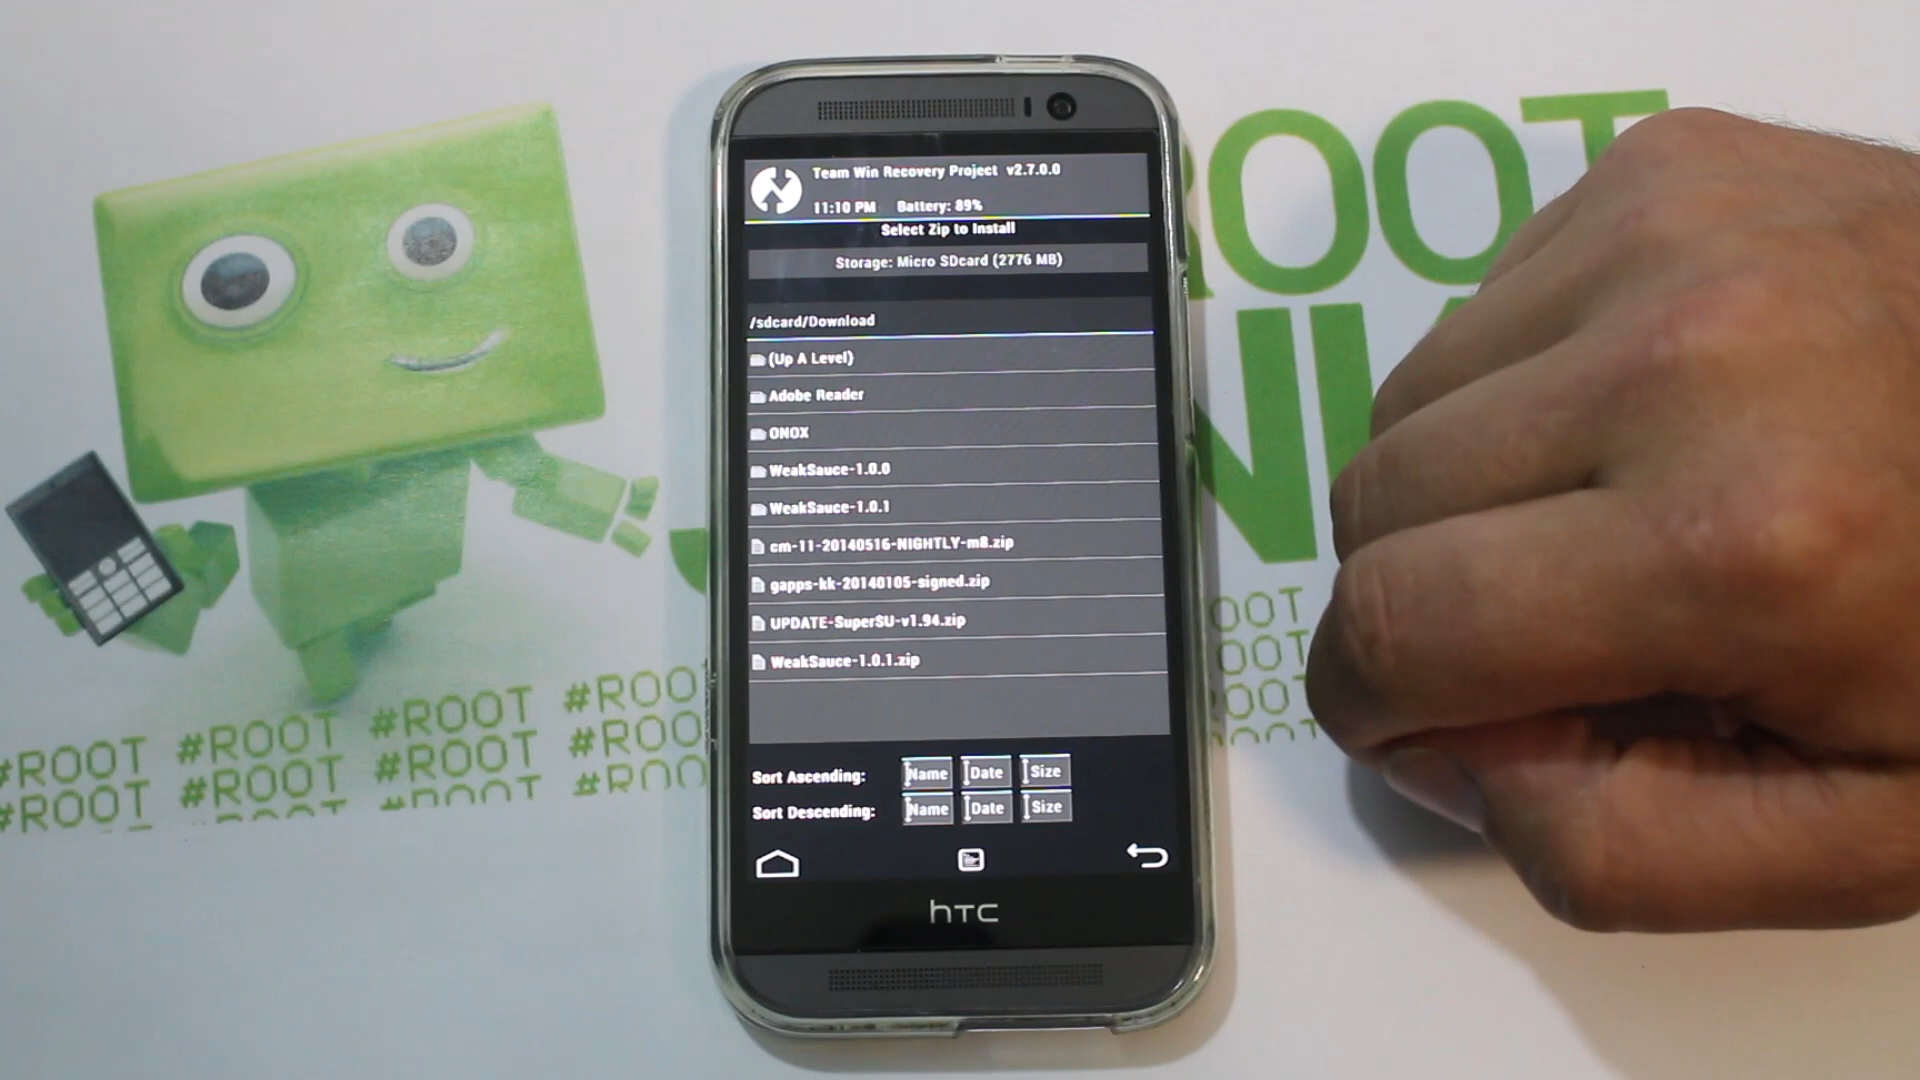 Team Win Recovery Project v2.7.0.0
11:10 PM Battery: 89%
Select Zip to Install
Storage: Micro SDcard (2776 MB)
/sdcard/Download
(Up A Level)
Adobe Reader
ONOX
WeakSauce-1.0.0
WeakSauce-1.0.1
cm-11-20140516-NIGHTLY-m8.zip
gapps-kk-20140105-signed.zip
UPDATE-SuperSU-v1.94.zip
WeakSauce-1.0.1.zip
Sort Ascending: Name Date Size
Sort Descending: Name Date Size
hTC
ROOT
#ROOT #ROOT #ROOT #ROO
#ROOT #ROOT #ROOT #ROO
OOT
OOT